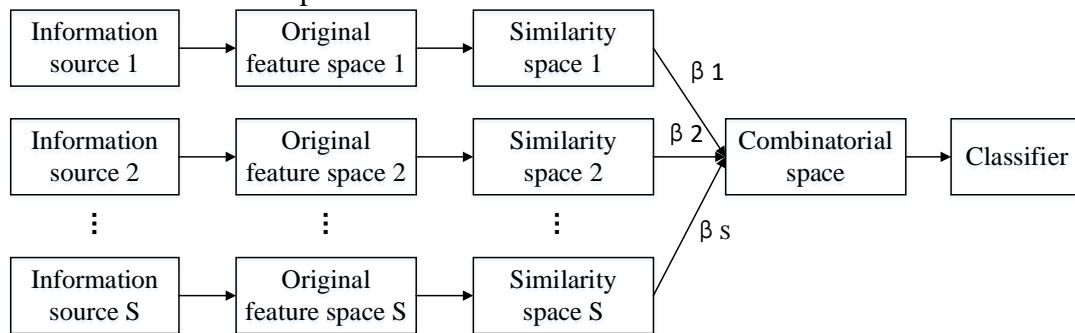 Information
source 1
Original
feature space 1
Similarity
space 1
β 1
Information
source 2
Original
feature space 2
Similarity
space 2
β 2
Combinatorial
space
Classifier
β S
Information
source S
Original
feature space S
Similarity
space S